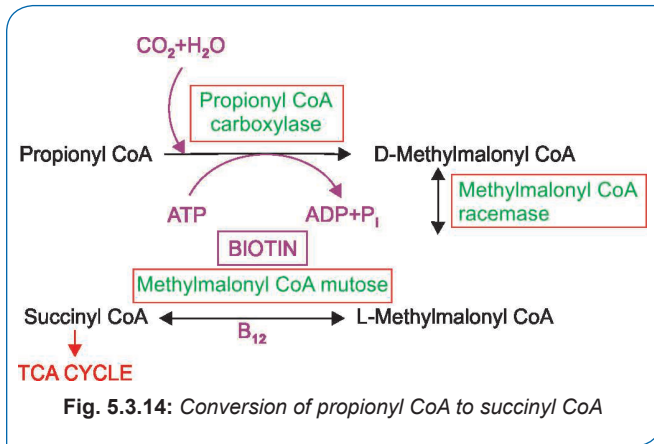 CO₂+H₂O
Propionyl CoA
carboxylase
Propionyl CoA
D-Methylmalonyl CoA
Methylmalonyl CoA
racemase
ATP
ADP+Pᵢ
BIOTIN
Methylmalonyl CoA mutose
Succinyl CoA
B₁₂
L-Methylmalonyl CoA
TCA CYCLE
Fig. 5.3.14: Conversion of propionyl CoA to succinyl CoA